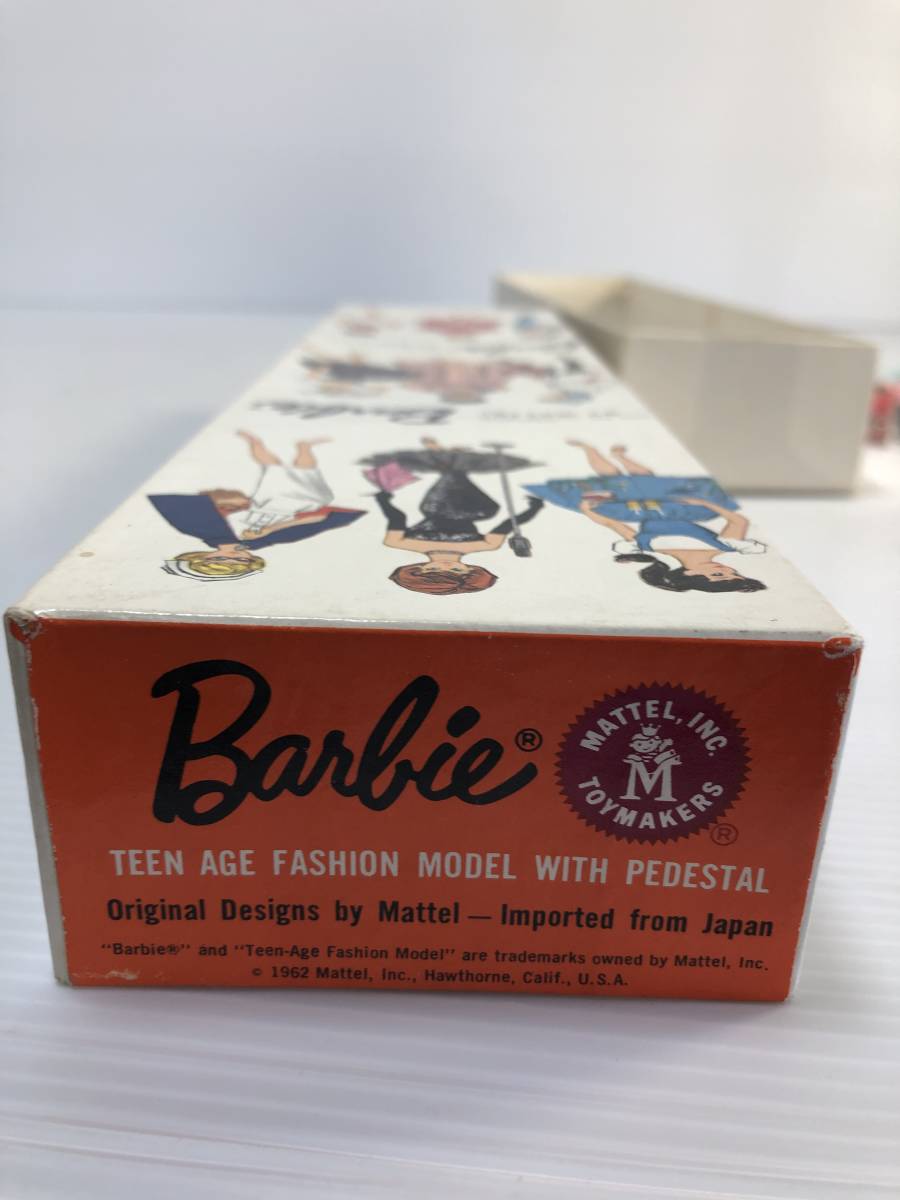 Barbie
Barbie®
MATTEL, INC.
M
TOYMAKERS
®
TEEN AGE FASHION MODEL WITH PEDESTAL
Original Designs by Mattel — Imported from Japan
"Barbie®" and "Teen-Age Fashion Model" are trademarks owned by Mattel, Inc.
© 1962 Mattel, Inc., Hawthorne, Calif., U.S.A.